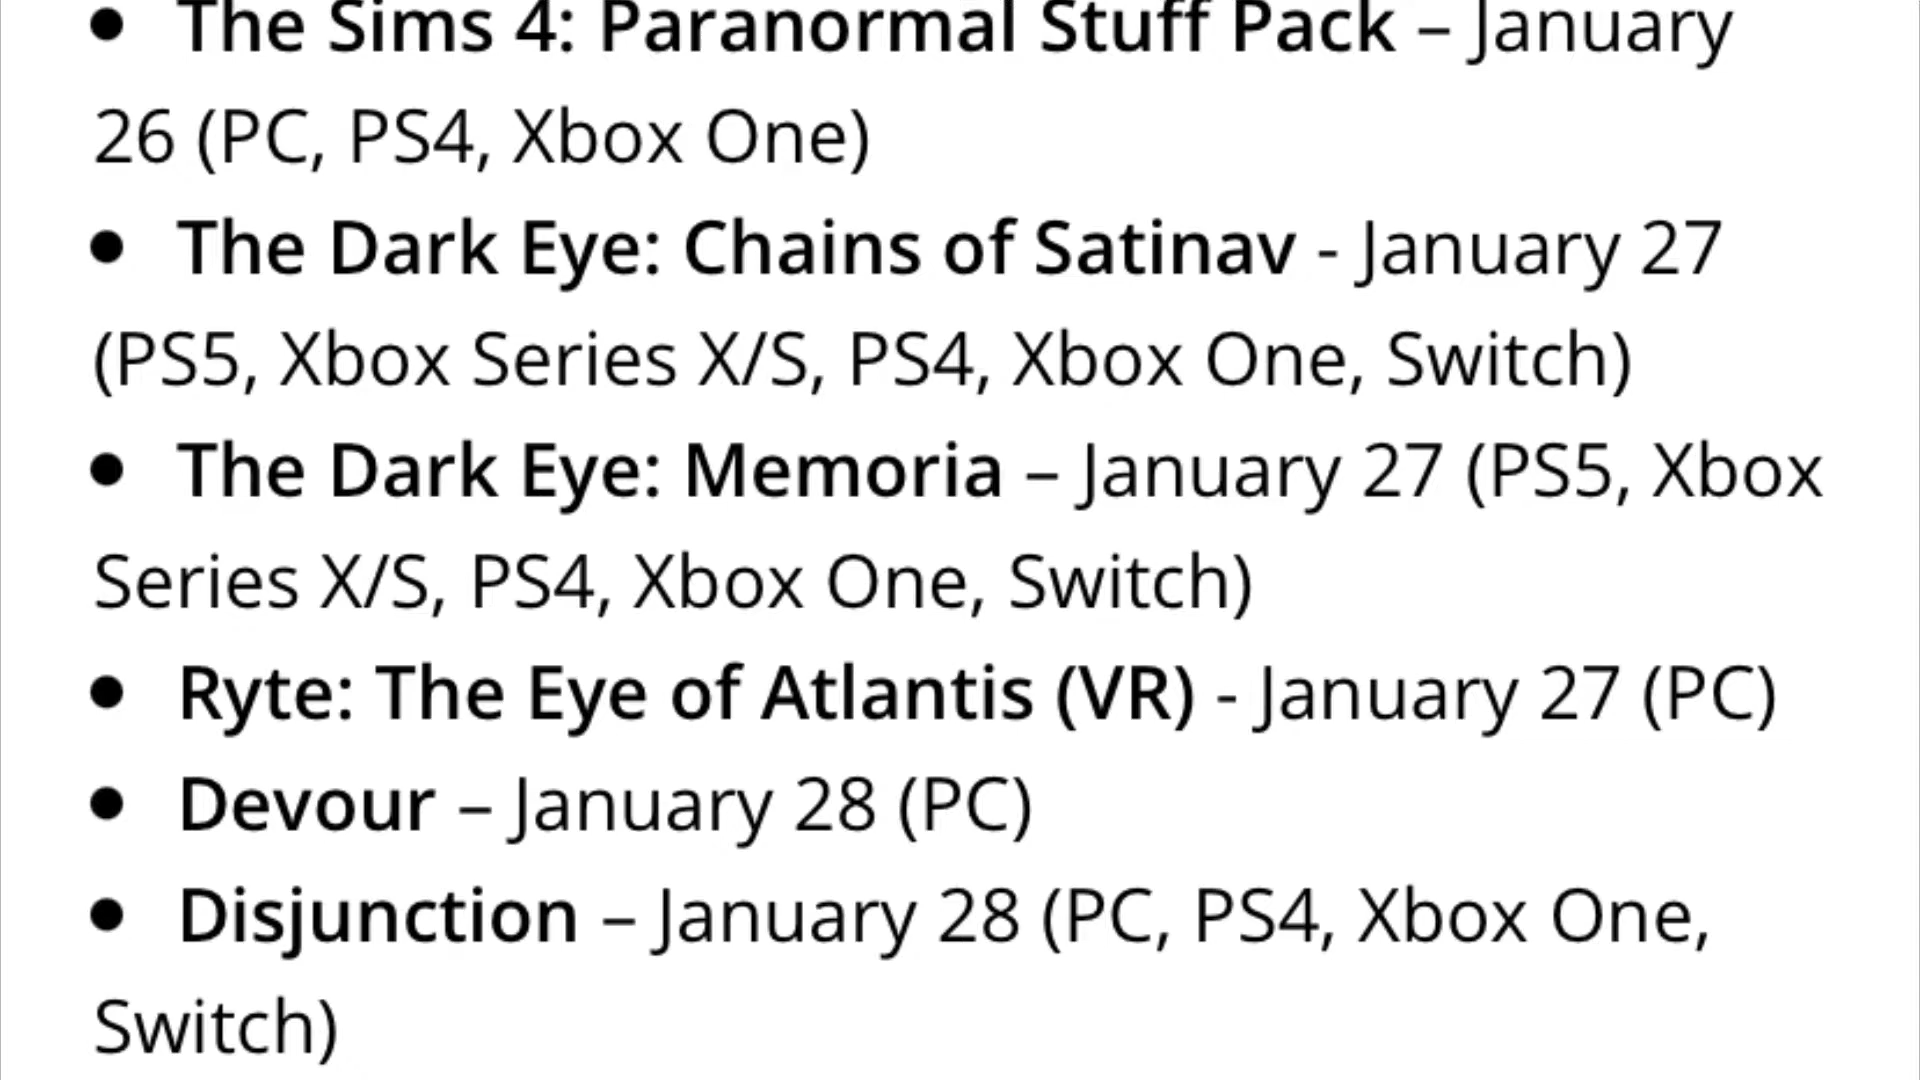 • The Sims 4: Paranormal Stuff Pack – January
26 (PC, PS4, Xbox One)
• The Dark Eye: Chains of Satinav - January 27
(PS5, Xbox Series X/S, PS4, Xbox One, Switch)
• The Dark Eye: Memoria – January 27 (PS5, Xbox
Series X/S, PS4, Xbox One, Switch)
• Ryte: The Eye of Atlantis (VR) - January 27 (PC)
• Devour – January 28 (PC)
• Disjunction – January 28 (PC, PS4, Xbox One,
Switch)